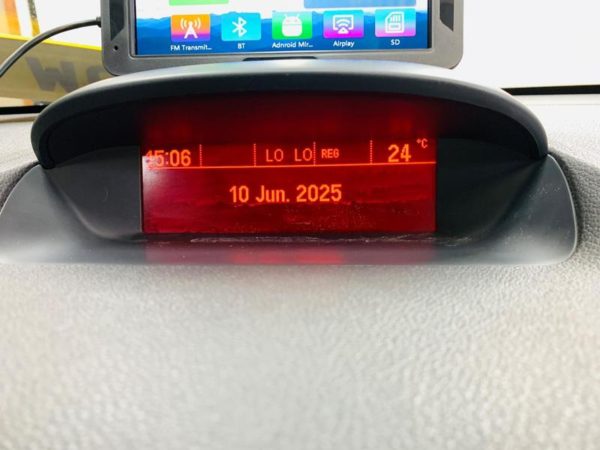 FM Transmit... BT Adnroid Mir... Airplay SD
15:06 LO LO REG 24 °C
10 Jun. 2025